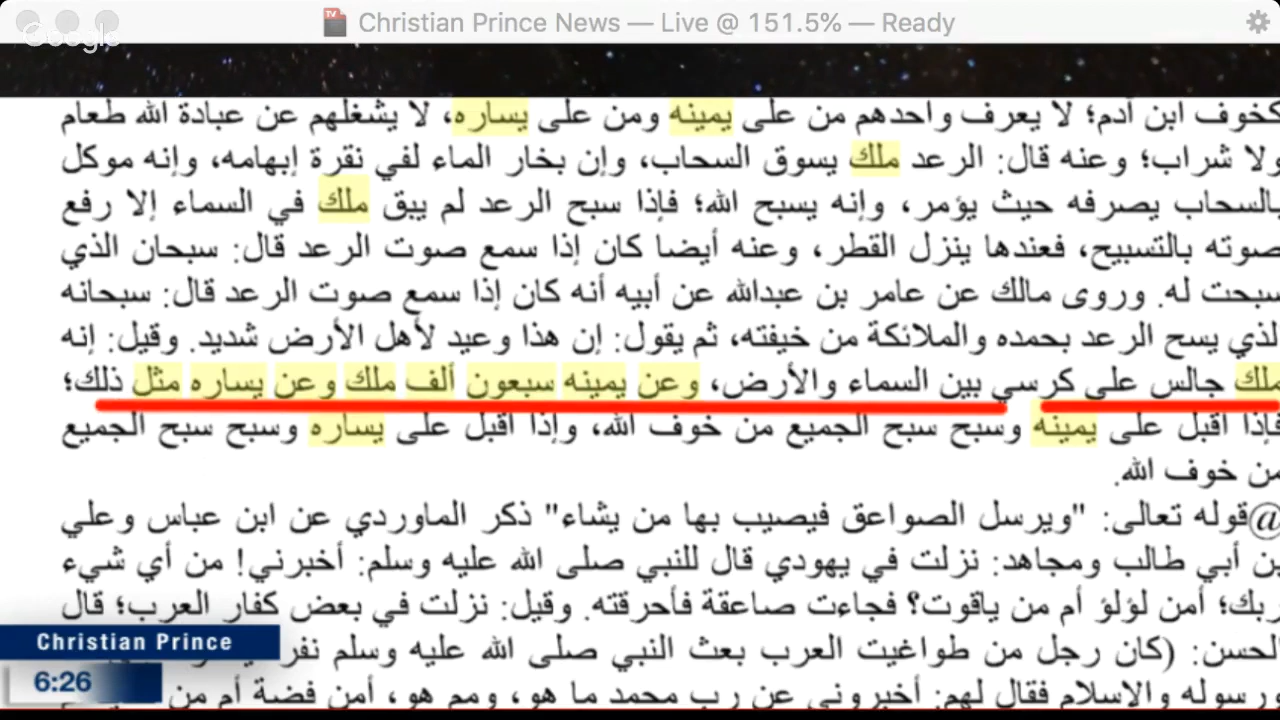 Christian Prince News — Live @ 151.5% — Ready
Google
كخوف ابن آدم؛ لا يعرف واحدهم من على يمينه ومن على يساره، لا يشغلهم عن عبادة الله طعام
ولا شراب؛ وعنه قال: الرعد ملك يسوق السحاب، وإن بخار الماء لفي نقرة إبهامه، وإنه موكل
بالسحاب يصرفه حيث يؤمر، وإنه يسبح الله؛ فإذا سبح الرعد لم يبق ملك في السماء إلا رفع
صوته بالتسبيح، فعندها ينزل القطر، وعنه أيضا كان إذا سمع صوت الرعد قال: سبحان الذي
سبحت له. وروى مالك عن عامر بن عبدالله عن أبيه أنه كان إذا سمع صوت الرعد قال: سبحانه
الذي يسح الرعد بحمده والملائكة من خيفته، ثم يقول: إن هذا وعيد لأهل الأرض شديد. وقيل: إنه
ملك جالس على كرسي بين السماء والأرض، وعن يمينه سبعون ألف ملك وعن يساره مثل ذلك؛
فإذا أقبل على يمينه وسبح سبح الجميع من خوف الله، وإذا أقبل على يساره وسبح سبح الجميع
من خوف الله.
@قوله تعالى: "ويرسل الصواعق فيصيب بها من يشاء" ذكر الماوردي عن ابن عباس وعلي
بن أبي طالب ومجاهد: نزلت في يهودي قال للنبي صلى الله عليه وسلم: أخبرني! من أي شيء
ربك؛ أمن لؤلؤ أم من ياقوت؟ فجاءت صاعقة فأحرقته. وقيل: نزلت في بعض كفار العرب؛ قال
الحسن: (كان رجل من طواغيت العرب بعث النبي صلى الله عليه وسلم نفر
ورسوله والإسلام فقال لهم: أخبروني عن رب محمد ما هو، ومم هو، أمن فضة أم من
Christian Prince
6:26